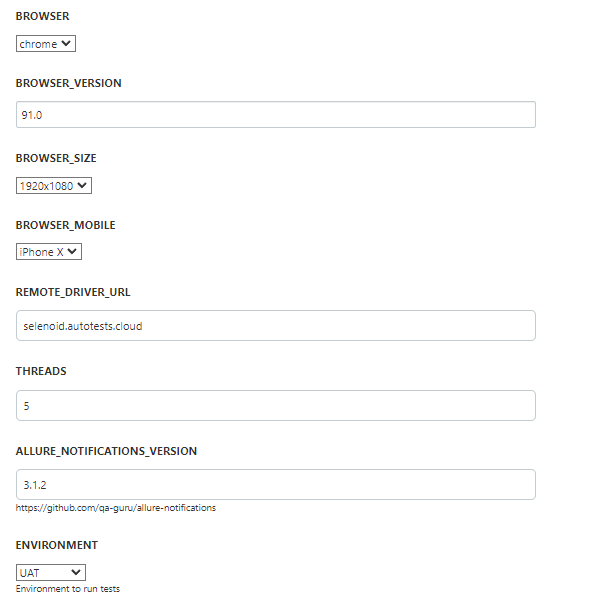 BROWSER
chrome
BROWSER_VERSION
91.0
BROWSER_SIZE
1920x1080
BROWSER_MOBILE
iPhone X
REMOTE_DRIVER_URL
selenoid.autotests.cloud
THREADS
5
ALLURE_NOTIFICATIONS_VERSION
3.1.2
https://github.com/qa-guru/allure-notifications
ENVIRONMENT
UAT
Environment to run tests